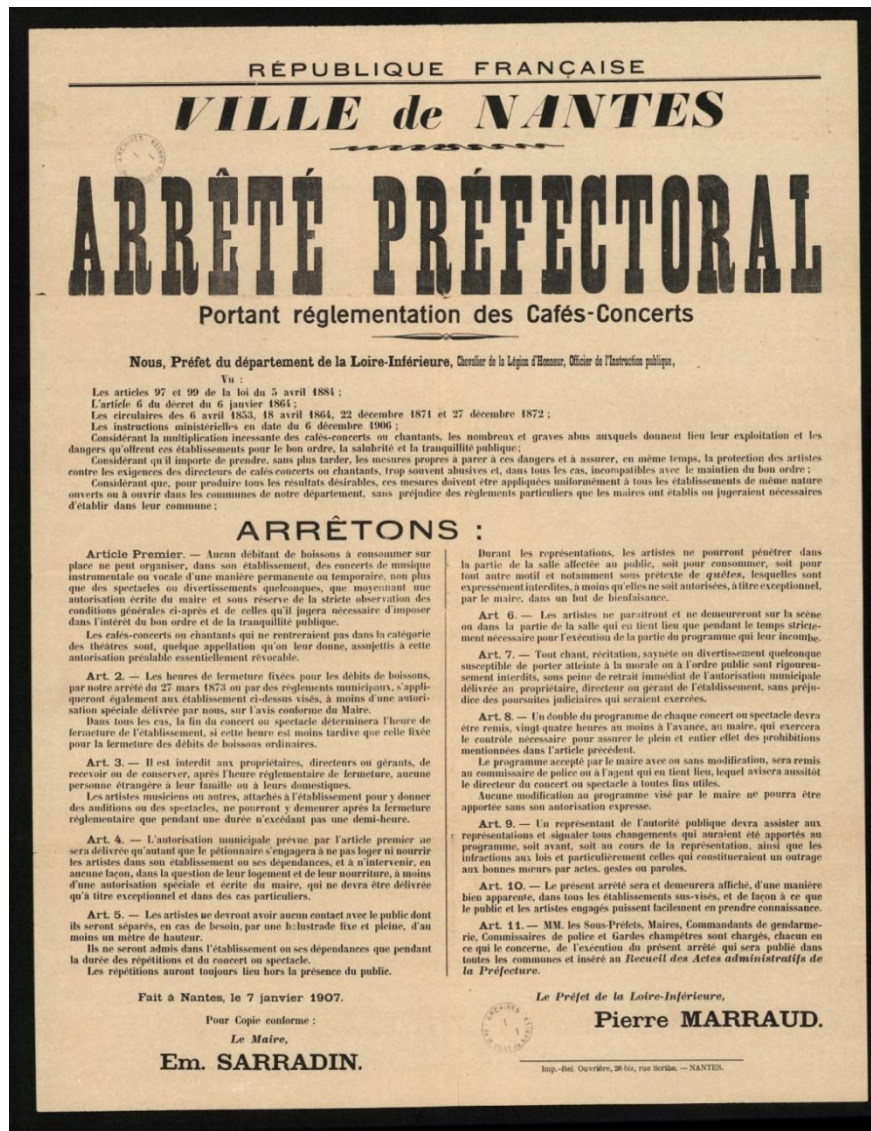 RÉPUBLIQUE FRANÇAISE
VILLE de NANTES
ARRÊTÉ PRÉFECTORAL
Portant réglementation des Cafés-Concerts
Nous, Préfet du département de la Loire-Inférieure, Chevalier de la Légion d'Honneur, Officier de l'Instruction publique,
Vu :
Les articles 97 et 99 de la loi du 5 avril 1884 ;
L'article 6 du décret du 6 janvier 1864 ;
Les circulaires des 6 avril 1853, 18 avril 1864, 22 décembre 1871 et 27 décembre 1872 ;
Les instructions ministérielles en date du 6 décembre 1906 ;
Considérant la multiplication incessante des cafés-concerts ou chantants, les nombreux et graves abus auxquels donnent lieu leur exploitation et les
dangers qu'offrent ces établissements pour le bon ordre, la salubrité et la tranquillité publique ;
Considérant qu'il importe de prendre, sans plus tarder, les mesures propres à parer à ces dangers et à assurer, en même temps, la protection des artistes
contre les exigences des directeurs de cafés-concerts ou chantants, trop souvent abusives et, dans tous les cas, incompatibles avec le maintien du bon ordre ;
Considérant que, pour produire tous les résultats désirables, ces mesures doivent être appliquées uniformément à tous les établissements de même nature
ouverts ou à ouvrir dans les communes de notre département, sans préjudice des règlements particuliers que les maires ont établis ou jugeraient nécessaires
d'établir dans leur commune ;
ARRÊTONS :
Article Premier. — Aucun débitant de boissons à consommer sur
place ne peut organiser, dans son établissement, des concerts de musique
instrumentale ou vocale d'une manière permanente ou temporaire, non plus
que des spectacles ou divertissements quelconques, que moyennant une
autorisation écrite du maire et sous réserve de la stricte observation des
conditions générales ci-après et de celles qu'il jugera nécessaire d'imposer
dans l'intérêt du bon ordre et de la tranquillité publique.
Les cafés-concerts ou chantants qui ne rentreraient pas dans la catégorie
des théâtres sont, quelque appellation qu'on leur donne, assujettis à cette
autorisation préalable essentiellement révocable.
Art. 2. — Les heures de fermeture fixées pour les débits de boissons,
par notre arrêté du 27 mars 1873 ou par des règlements municipaux, s'appli-
queront également aux établissements ci-dessus visés, à moins d'une autori-
sation spéciale délivrée par nous, sur l'avis conforme du Maire.
Dans tous les cas, la fin du concert ou spectacle déterminera l'heure de
fermeture de l'établissement, si cette heure est moins tardive que celle fixée
pour la fermeture des débits de boissons ordinaires.
Art. 3. — Il est interdit aux propriétaires, directeurs ou gérants, de
recevoir ou de conserver, après l'heure réglementaire de fermeture, aucune
personne étrangère à leur famille ou à leurs domestiques.
Les artistes musiciens ou autres, attachés à l'établissement pour y donner
des auditions ou des spectacles, ne pourront y demeurer après la fermeture
réglementaire que pendant une durée n'excédant pas une demi-heure.
Art. 4. — L'autorisation municipale prévue par l'article premier ne
sera délivrée qu'autant que le pétionnaire s'engagera à ne pas loger ni nourrir
les artistes dans son établissement ou ses dépendances, et à n'intervenir, en
aucune façon, dans la question de leur logement et de leur nourriture, à moins
d'une autorisation spéciale et écrite du maire, qui ne devra être délivrée
qu'à titre exceptionnel et dans des cas particuliers.
Art. 5. — Les artistes ne devront avoir aucun contact avec le public dont
ils seront séparés, en cas de besoin, par une balustrade fixe et pleine, d'au
moins un mètre de hauteur.
Ils ne seront admis dans l'établissement ou ses dépendances que pendant
la durée des répétitions et du concert ou spectacle.
Les répétitions auront toujours lieu hors la présence du public.
Durant les représentations, les artistes ne pourront pénétrer dans
la partie de la salle affectée au public, soit pour consommer, soit pour
tout autre motif et notamment sous prétexte de quêtes, lesquelles sont
expressément interdites, à moins qu'elles ne soit autorisées, à titre exceptionnel,
par le maire, dans un but de bienfaisance.
Art 6. — Les artistes ne paraîtront et ne demeureront sur la scène
ou dans la partie de la salle qui en tient lieu que pendant le temps stricte-
ment nécessaire pour l'exécution de la partie du programme qui leur incombe.
Art. 7. — Tout chant, récitation, saynète ou divertissement quelconque
susceptible de porter atteinte à la morale ou à l'ordre public sont rigoureu-
sement interdits, sous peine de retrait immédiat de l'autorisation municipale
délivrée au propriétaire, directeur ou gérant de l'établissement, sans préju-
dice des poursuites judiciaires qui seraient exercées.
Art. 8. — Un double du programme de chaque concert ou spectacle devra
être remis, vingt-quatre heures au moins à l'avance, au maire, qui exercera
le contrôle nécessaire pour assurer le plein et entier effet des prohibitions
mentionnées dans l'article précédent.
Le programme accepté par le maire avec ou sans modification, sera remis
au commissaire de police ou à l'agent qui en tient lieu, lequel avisera aussitôt
le directeur du concert ou spectacle à toutes fins utiles.
Aucune modification au programme visé par le maire ne pourra être
apportée sans son autorisation expresse.
Art. 9. — Un représentant de l'autorité publique devra assister aux
représentations et signaler tous changements qui auraient été apportés au
programme, soit avant, soit au cours de la représentation, ainsi que les
infractions aux lois et particulièrement celles qui constitueraient un outrage
aux bonnes mœurs par actes, gestes ou paroles.
Art. 10. — Le présent arrêté sera et demeurera affiché, d'une manière
bien apparente, dans tous les établissements sus-visés, et de façon à ce que
le public et les artistes engagés puissent facilement en prendre connaissance.
Art. 11. — MM. les Sous-Préfets, Maires, Commandants de gendarme-
rie, Commissaires de police et Gardes champêtres sont chargés, chacun en
ce qui le concerne, de l'exécution du présent arrêté qui sera publié dans
toutes les communes et inséré au Recueil des Actes administratifs de
la Préfecture.
Fait à Nantes, le 7 janvier 1907.
Pour Copie conforme :
Le Maire,
Em. SARRADIN.
Le Préfet de la Loire-Inférieure,
Pierre MARRAUD.
Imp.-Rel. Ouvrière, 26 bis, rue Scribe. — NANTES.